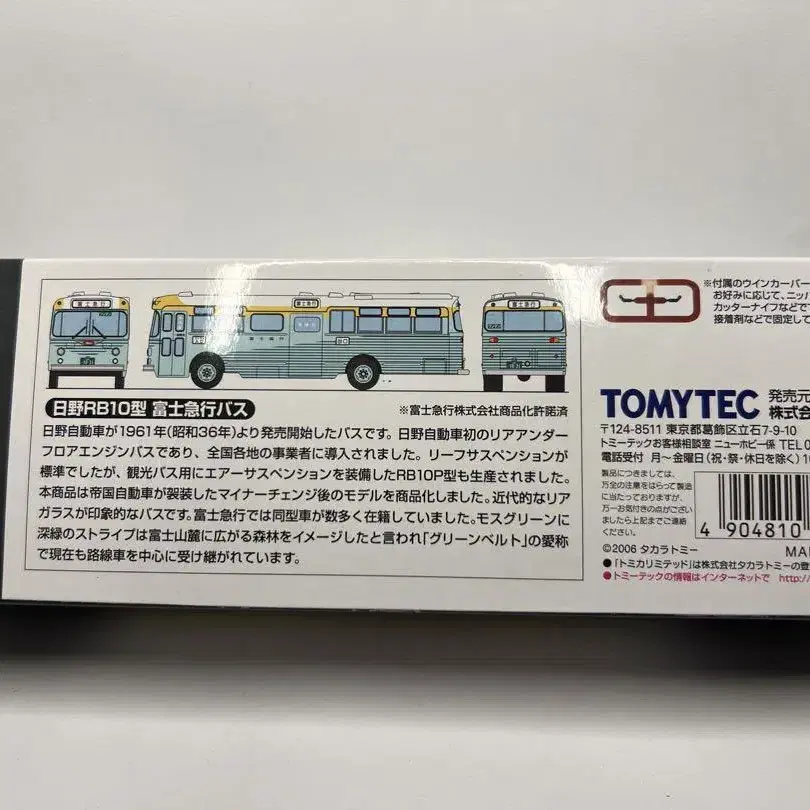 富士急行
富士急行
富士急行
日野RB10型 富士急行バス
※富士急行株式会社商品化許諾済
日野自動車が1961年(昭和36年)より発売開始したバスです。日野自動車初のリアアンダー
フロアエンジンバスであり、全国各地の事業者に導入されました。リーフサスペンションが
標準でしたが、観光バス用にエアーサスペンションを装備したRB10P型も生産されました。
本商品は帝国自動車が袈装したマイナーチェンジ後のモデルを商品化しました。近代的なリア
ガラスが印象的なバスです。富士急行では同型車が数多く在籍していました。モスグリーンに
深緑のストライプは富士山麓に広がる森林をイメージしたと言われ「グリーンベルト」の愛称
で現在も路線車を中心に受け継がれています。
※付属のウインカーバー
お好みに応じて、ニッ
カッターナイフなどで
接着剤などで固定して
TOMYTEC 発売元
株式会
〒124-8511 東京都葛飾区立石7-9-10
トミーテックお客様相談室 ニューホビー係 TEL 0
電話受付 月〜金曜日(祝・祭・休日を除く)10
製品につきましては、
万全の注意をはらって製造
に当たっておりますが、
万一お気付きの点がござい
ましたら上記までご連絡
ください。
4 904810
©2006 タカラトミー
MA
●「トミカリミテッド」は株式会社タカラトミーの登
●トミーテックの情報はインターネットで http://